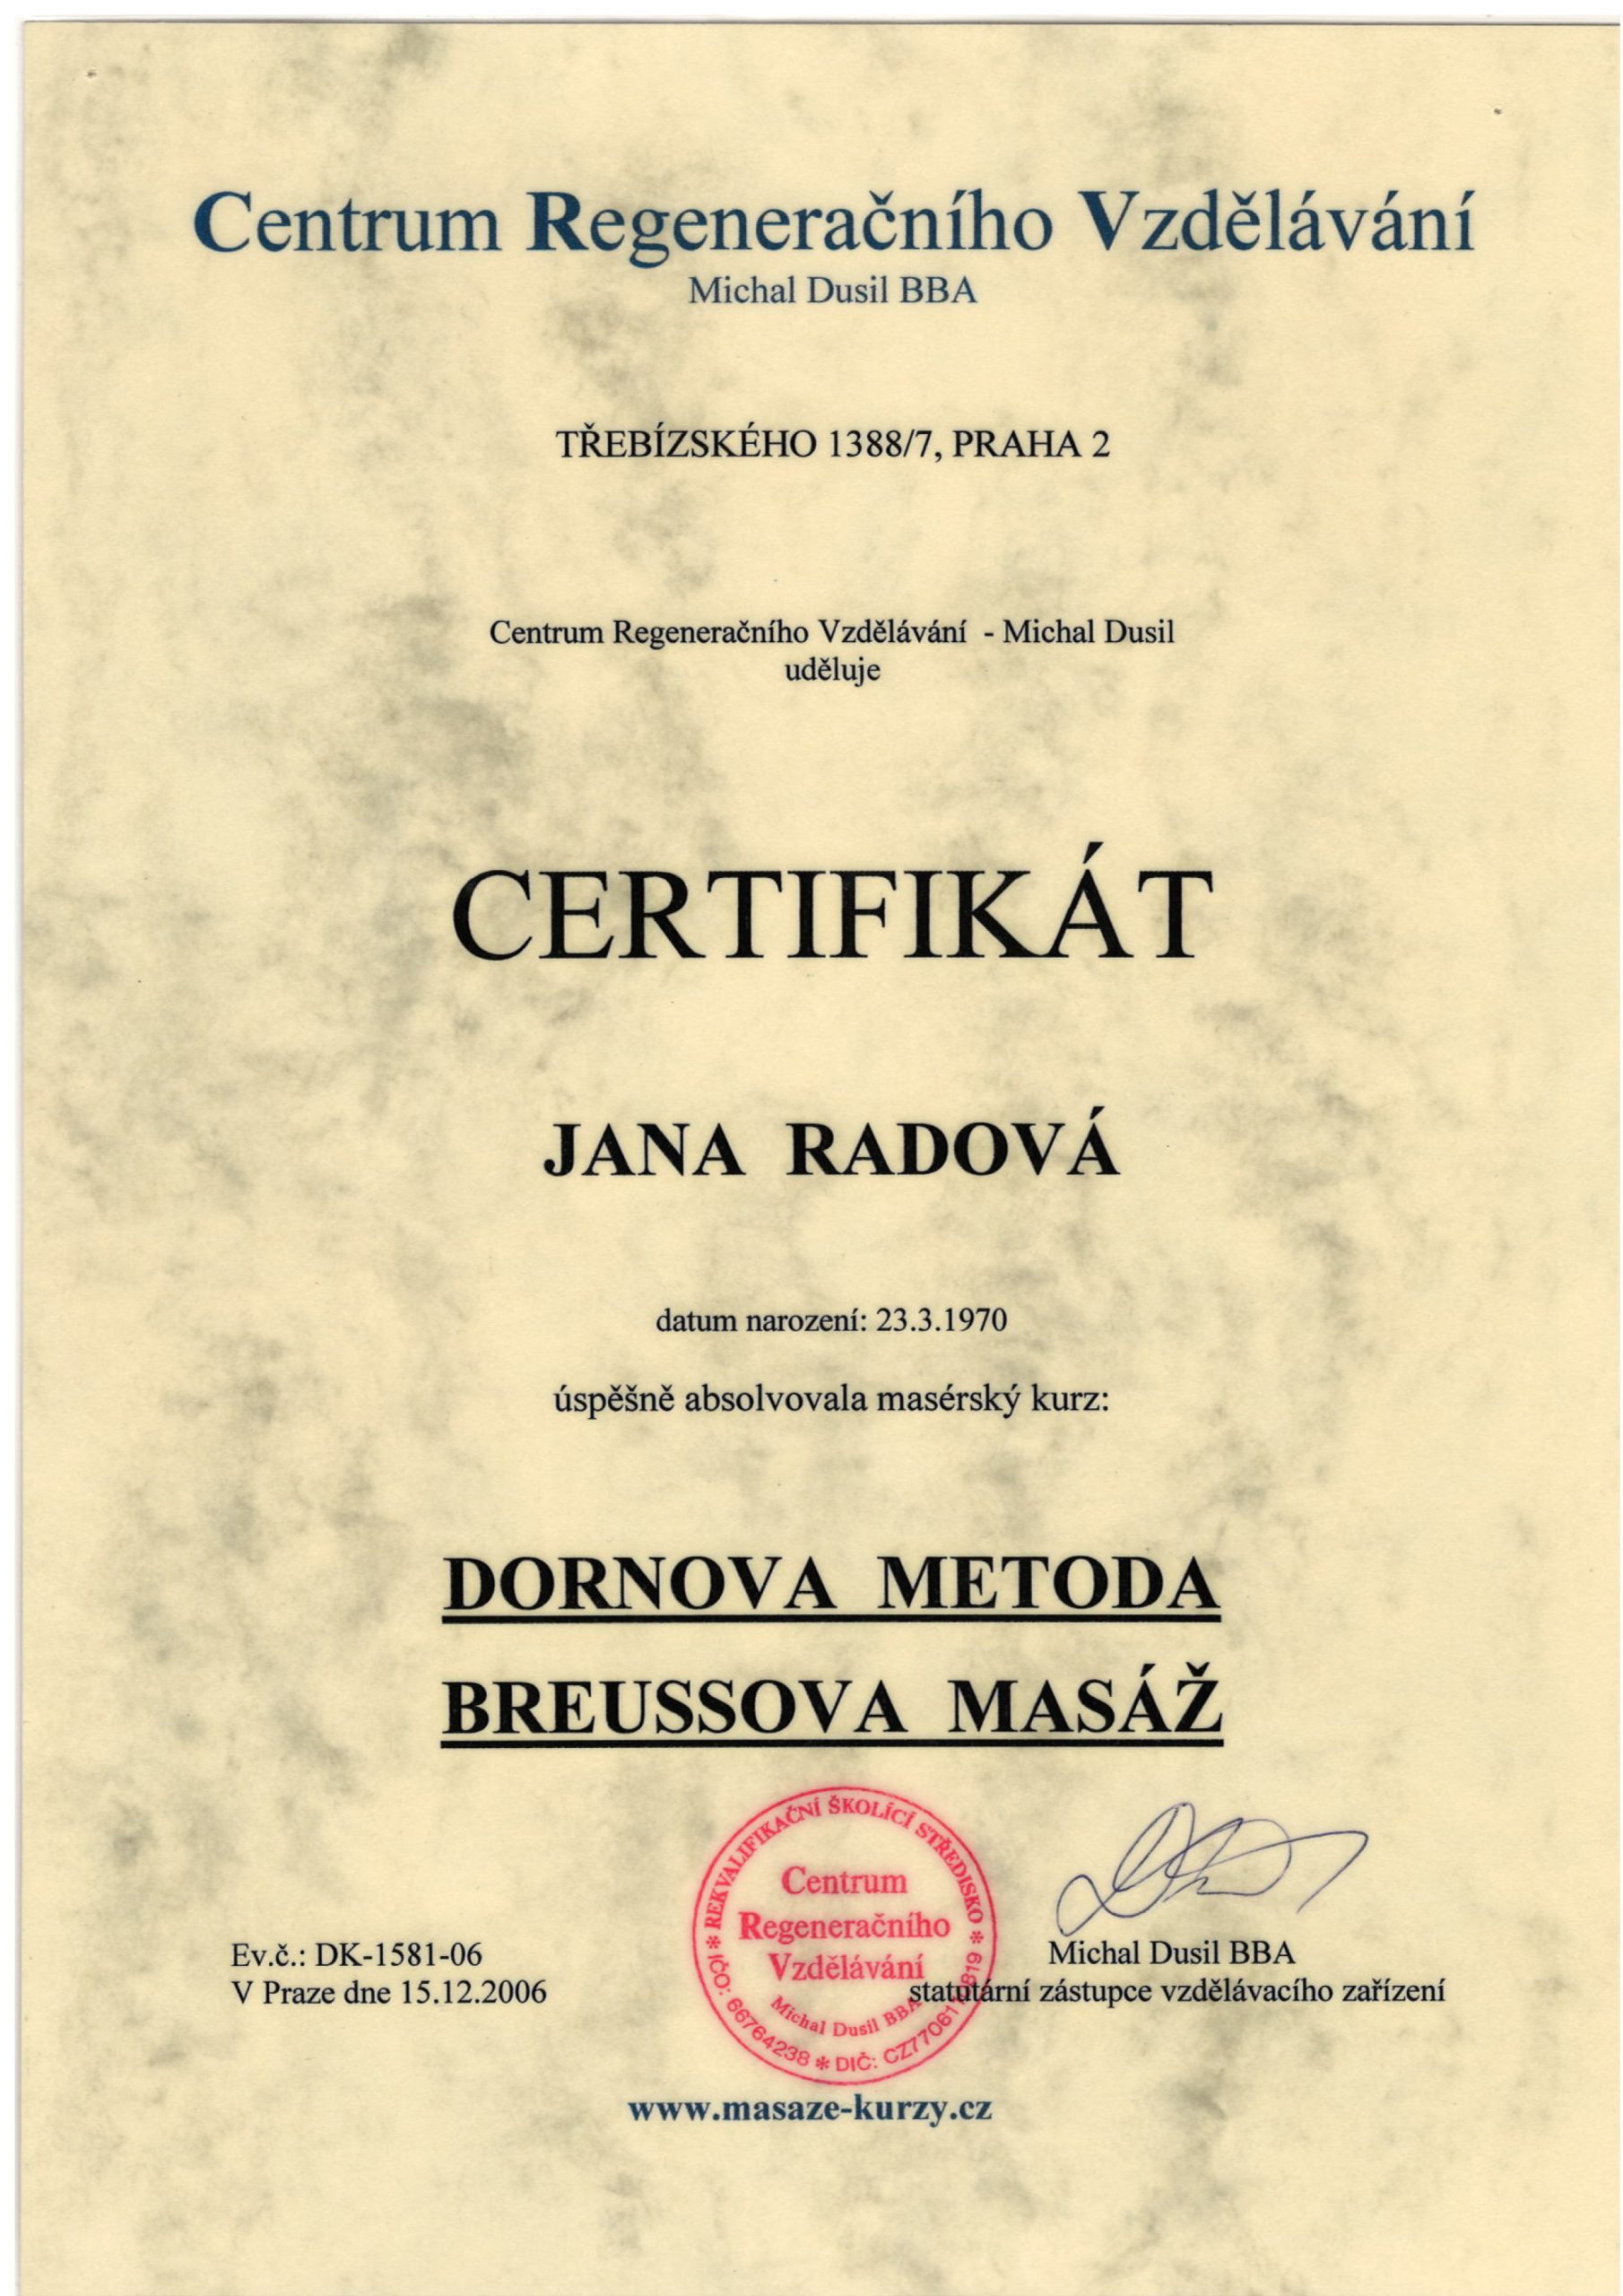 Centrum Regeneračního Vzdělávání
Michal Dusil BBA
TŘEBÍZSKÉHO 1388/7, PRAHA 2
Centrum Regeneračního Vzdělávání - Michal Dusil
uděluje
CERTIFIKÁT
JANA RADOVÁ
datum narození: 23.3.1970
úspěšně absolvovala masérský kurz:
DORNOVA METODA
BREUSSOVA MASÁŽ
* REKVALIFIKAČNÍ ŠKOLÍCÍ STŘEDISKO *
Centrum
Regeneračního
Vzdělávání
Michal Dusil BBA
IČO: 66764238 * DIČ:
Ev.č.: DK-1581-06
V Praze dne 15.12.2006
Michal Dusil BBA
statutární zástupce vzdělávacího zařízení
www.masaze-kurzy.cz